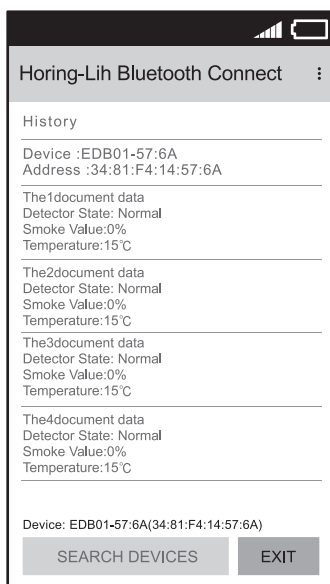 Horing-Lih Bluetooth Connect
History
Device :EDB01-57:6A
Address :34:81:F4:14:57:6A
The1document data
Detector State: Normal
Smoke Value:0%
Temperature:15℃
The2document data
Detector State: Normal
Smoke Value:0%
Temperature:15℃
The3document data
Detector State: Normal
Smoke Value:0%
Temperature:15℃
The4document data
Detector State: Normal
Smoke Value:0%
Temperature:15℃
Device: EDB01-57:6A(34:81:F4:14:57:6A)
SEARCH DEVICES
EXIT